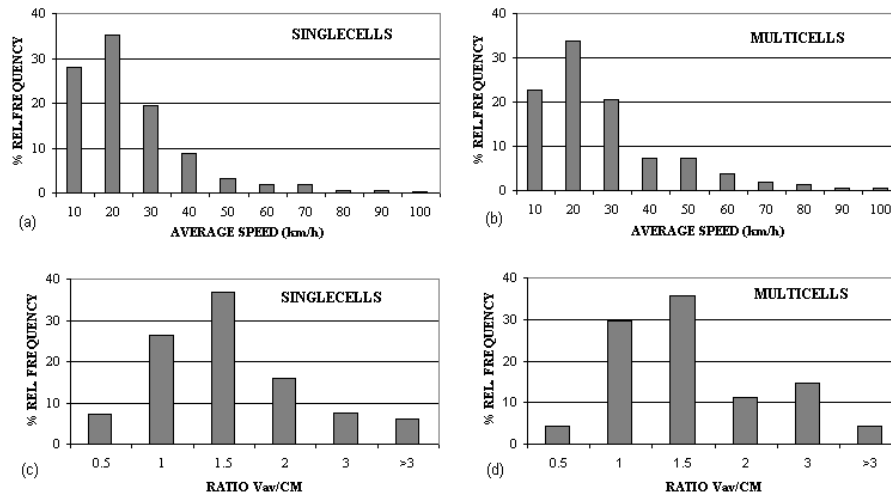 SINGLECELLS
% REL.FREQUENCY
40
30
20
10
0
10 20 30 40 50 60 70 80 90 100
(a)
AVERAGE SPEED (km/h)
MULTICELLS
% REL.FREQUENCY
40
30
20
10
0
10 20 30 40 50 60 70 80 90 100
(b)
AVERAGE SPEED (km/h)
SINGLECELLS
% REL. FREQUENCY
40
30
20
10
0
0.5 1 1.5 2 3 >3
(c)
RATIO Vav/CM
MULTICELLS
% REL. FREQUENCY
40
30
20
10
0
0.5 1 1.5 2 3 >3
(d)
RATIO Vav/CM